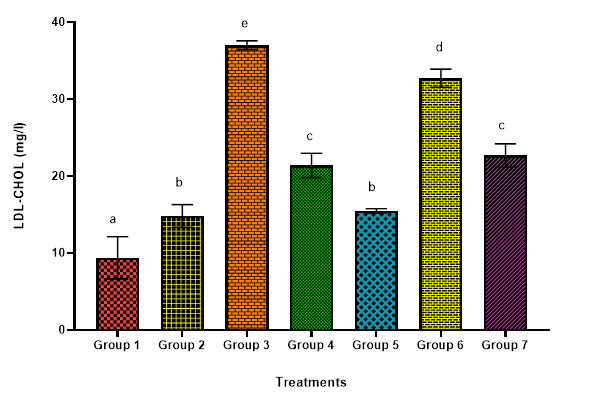 40
30
20
10
0
LDL-CHOL (mg/l)
a
b
e
c
b
d
c
Group 1
Group 2
Group 3
Group 4
Group 5
Group 6
Group 7
Treatments